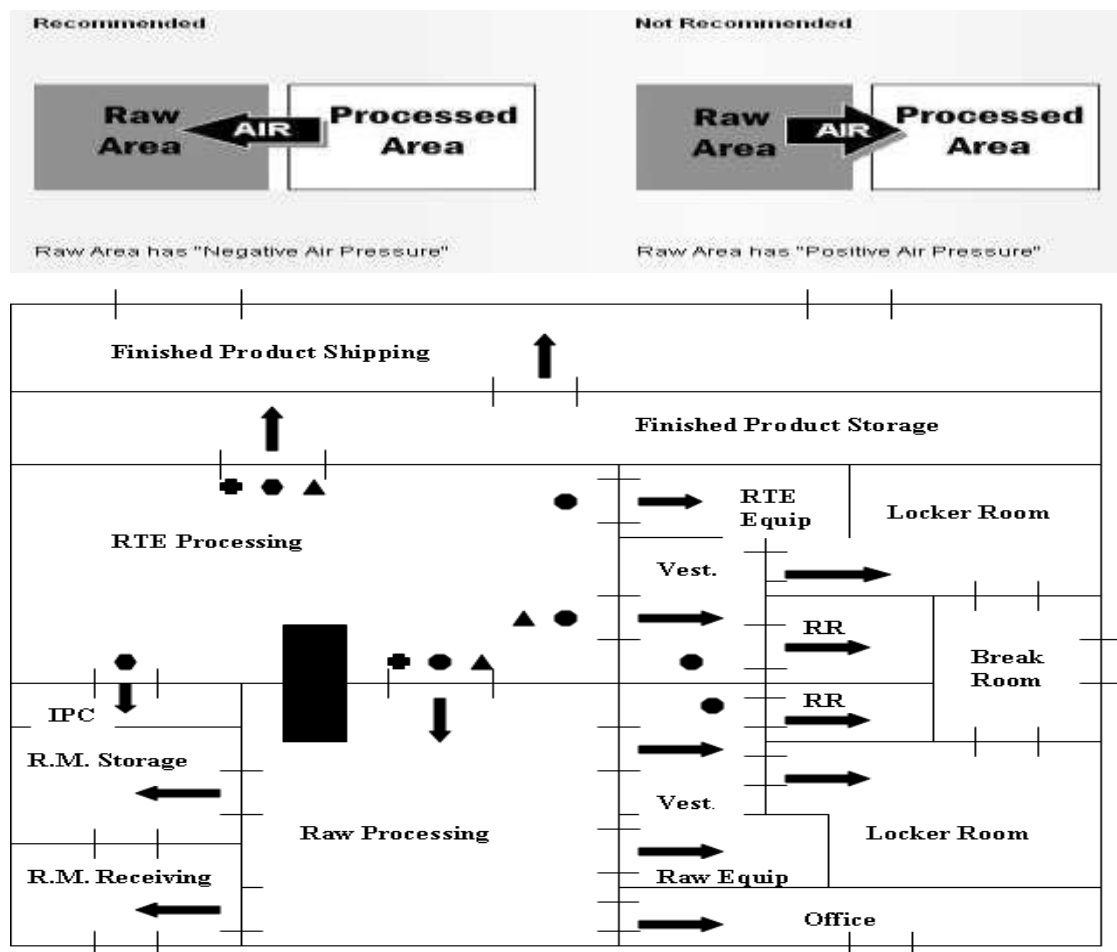 Recommended
Not Recommended
Raw
Area
AIR
Processed
Area
Raw
Area
AIR
Processed
Area
Raw Area has "Negative Air Pressure"
Raw Area has "Positive Air Pressure"
Finished Product Shipping
Finished Product Storage
RTE
Equip
Locker Room
RTE Processing
Vest.
RR
Break
Room
IPC
RR
R.M. Storage
Vest.
Raw Processing
Locker Room
R.M. Receiving
Raw Equip
Office